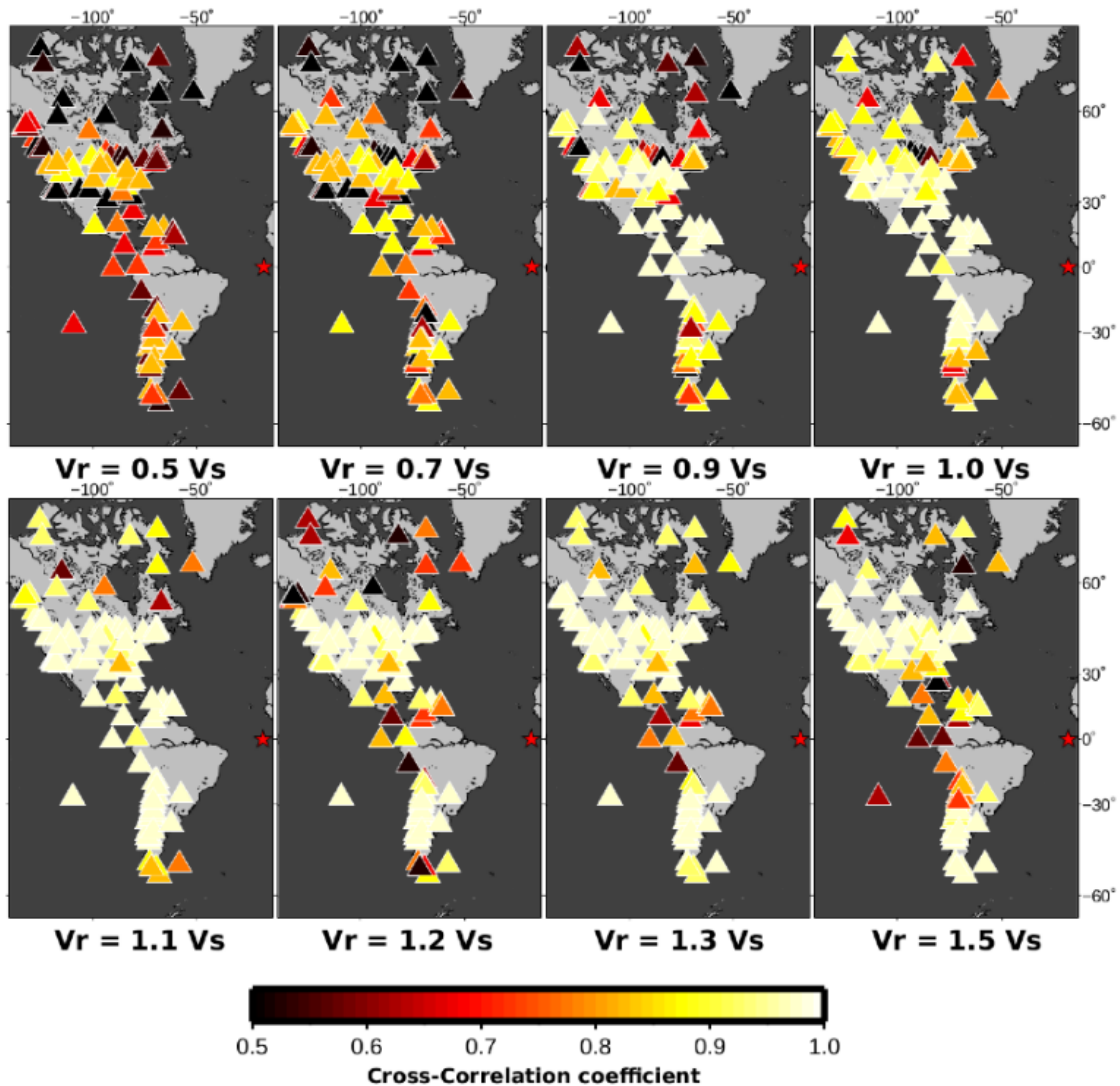 −100° −50° −100° −50° −100° −50° −100° −50°
60°
30°
0°
−30°
−60°
Vr = 0.5 Vs Vr = 0.7 Vs Vr = 0.9 Vs Vr = 1.0 Vs
−100° −50° −100° −50° −100° −50° −100° −50°
60°
30°
0°
−30°
−60°
Vr = 1.1 Vs Vr = 1.2 Vs Vr = 1.3 Vs Vr = 1.5 Vs
0.5 0.6 0.7 0.8 0.9 1.0
Cross-Correlation coefficient